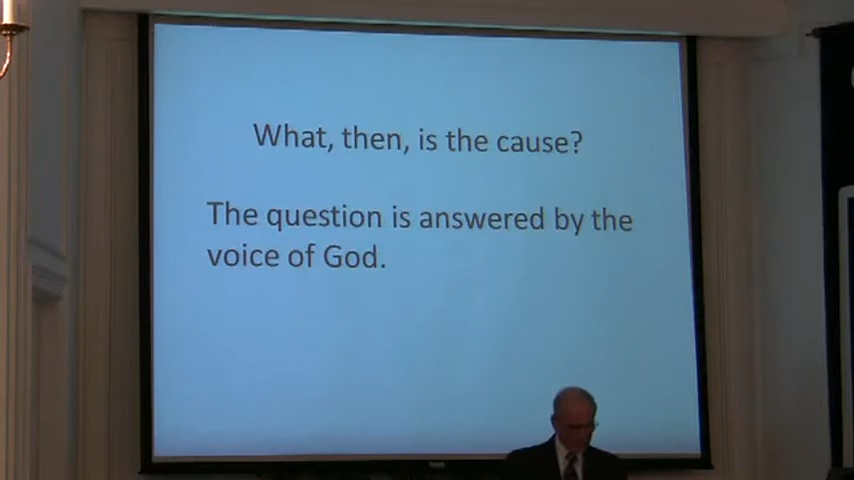 What, then, is the cause?
The question is answered by the
voice of God.